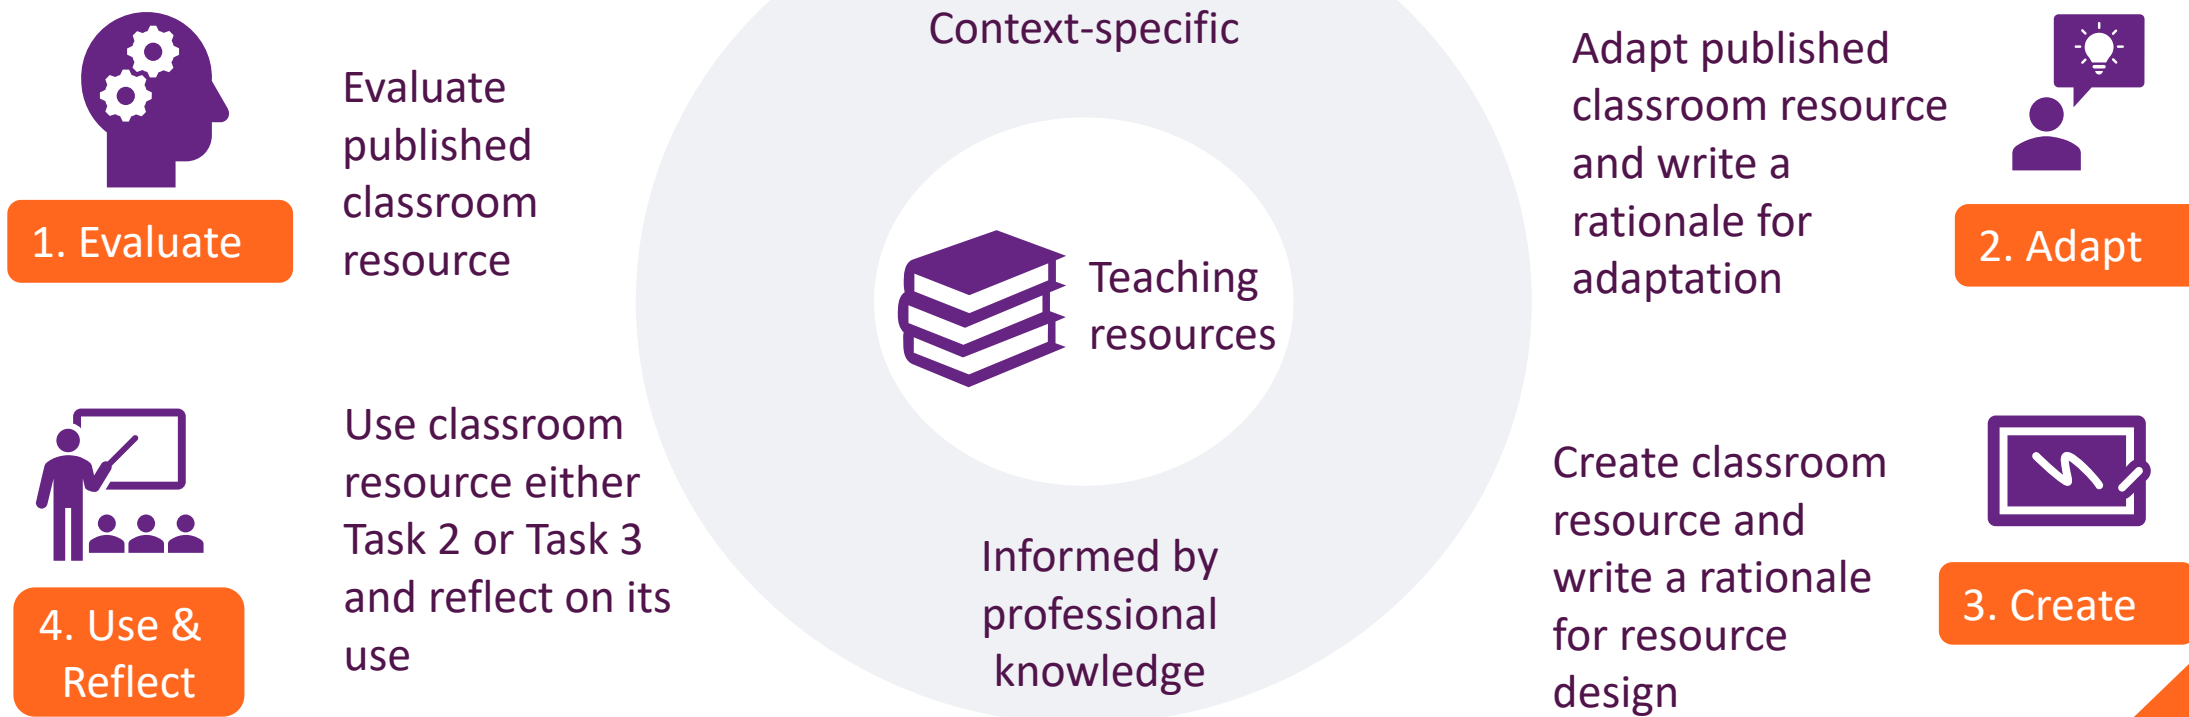 1. Evaluate
Evaluate
published
classroom
resource
Context-specific
Teaching
resources
Informed by
professional
knowledge
Adapt published
classroom resource
and write a
rationale for
adaptation
2. Adapt
4. Use &
Reflect
Use classroom
resource either
Task 2 or Task 3
and reflect on its
use
Create classroom
resource and
write a rationale
for resource
design
3. Create